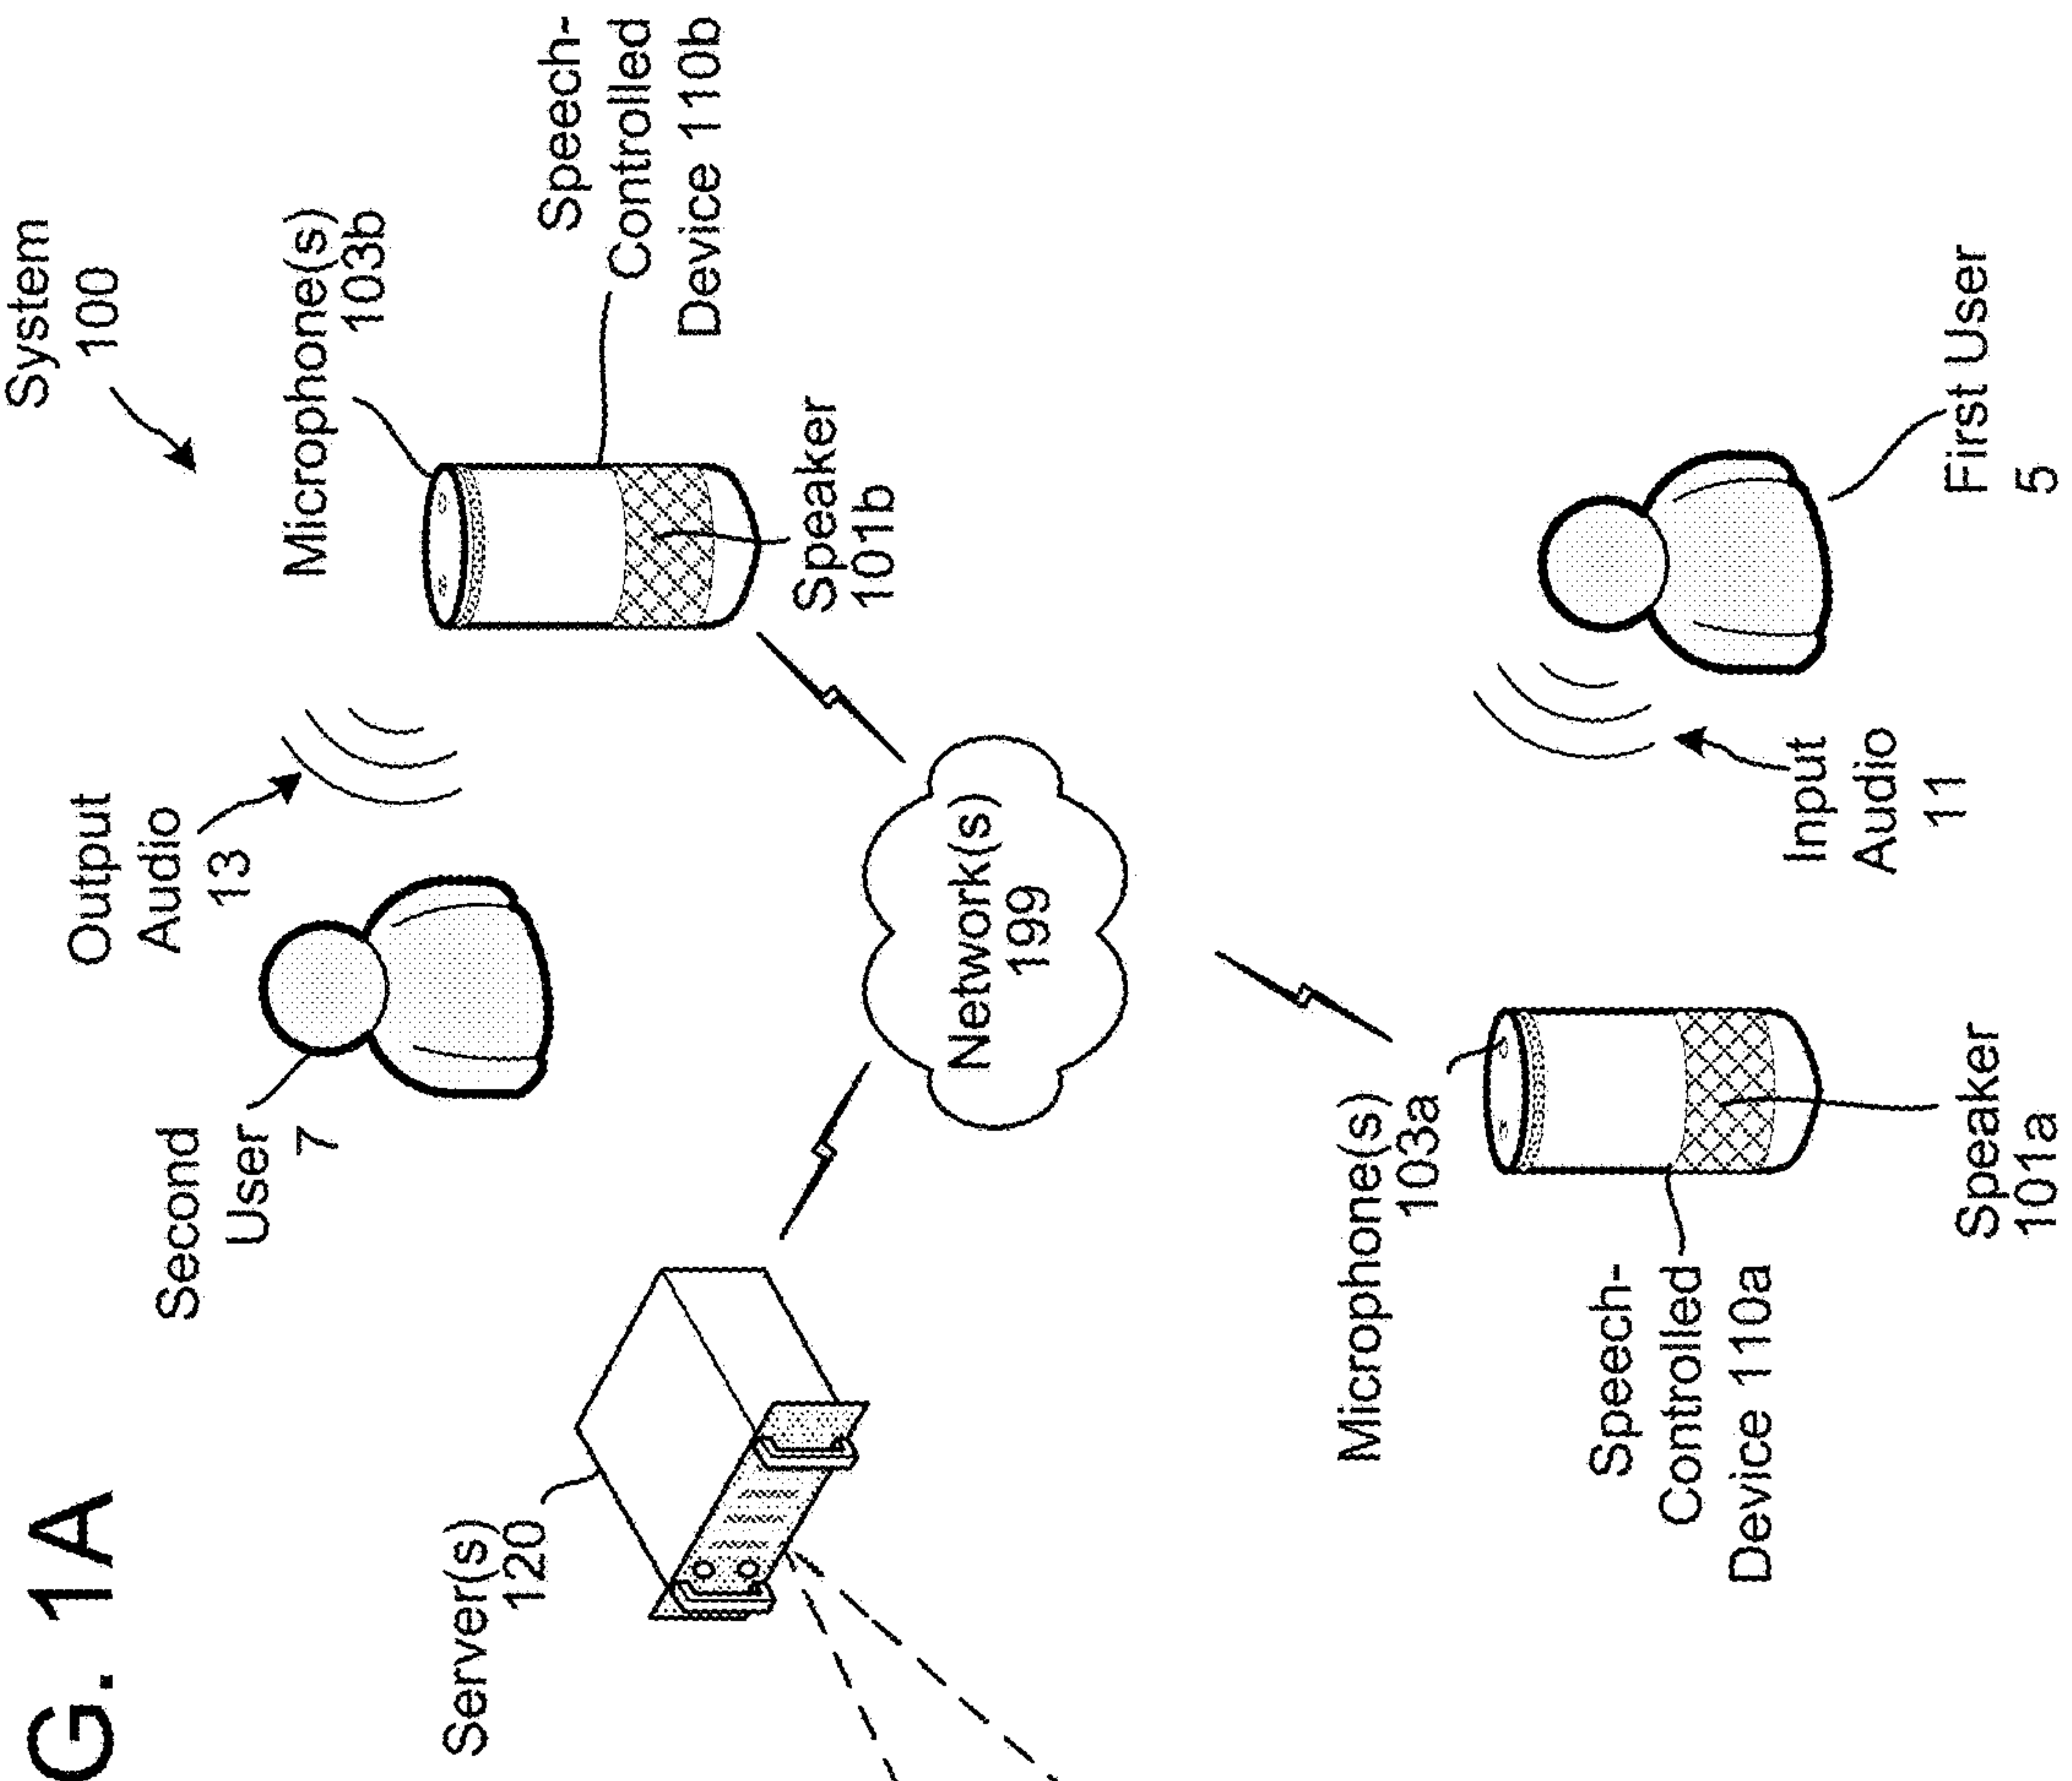 G. 1A
System
100
Output
Audio
13
Microphone(s)
103b
Speech-
Controlled
Device 110b
Second
User
7
Speaker
101b
Server(s)
120
Networks(s)
199
Microphone(s)
103a
Speech-
Controlled
Device 110a
Speaker
101a
Input
Audio
11
First User
5